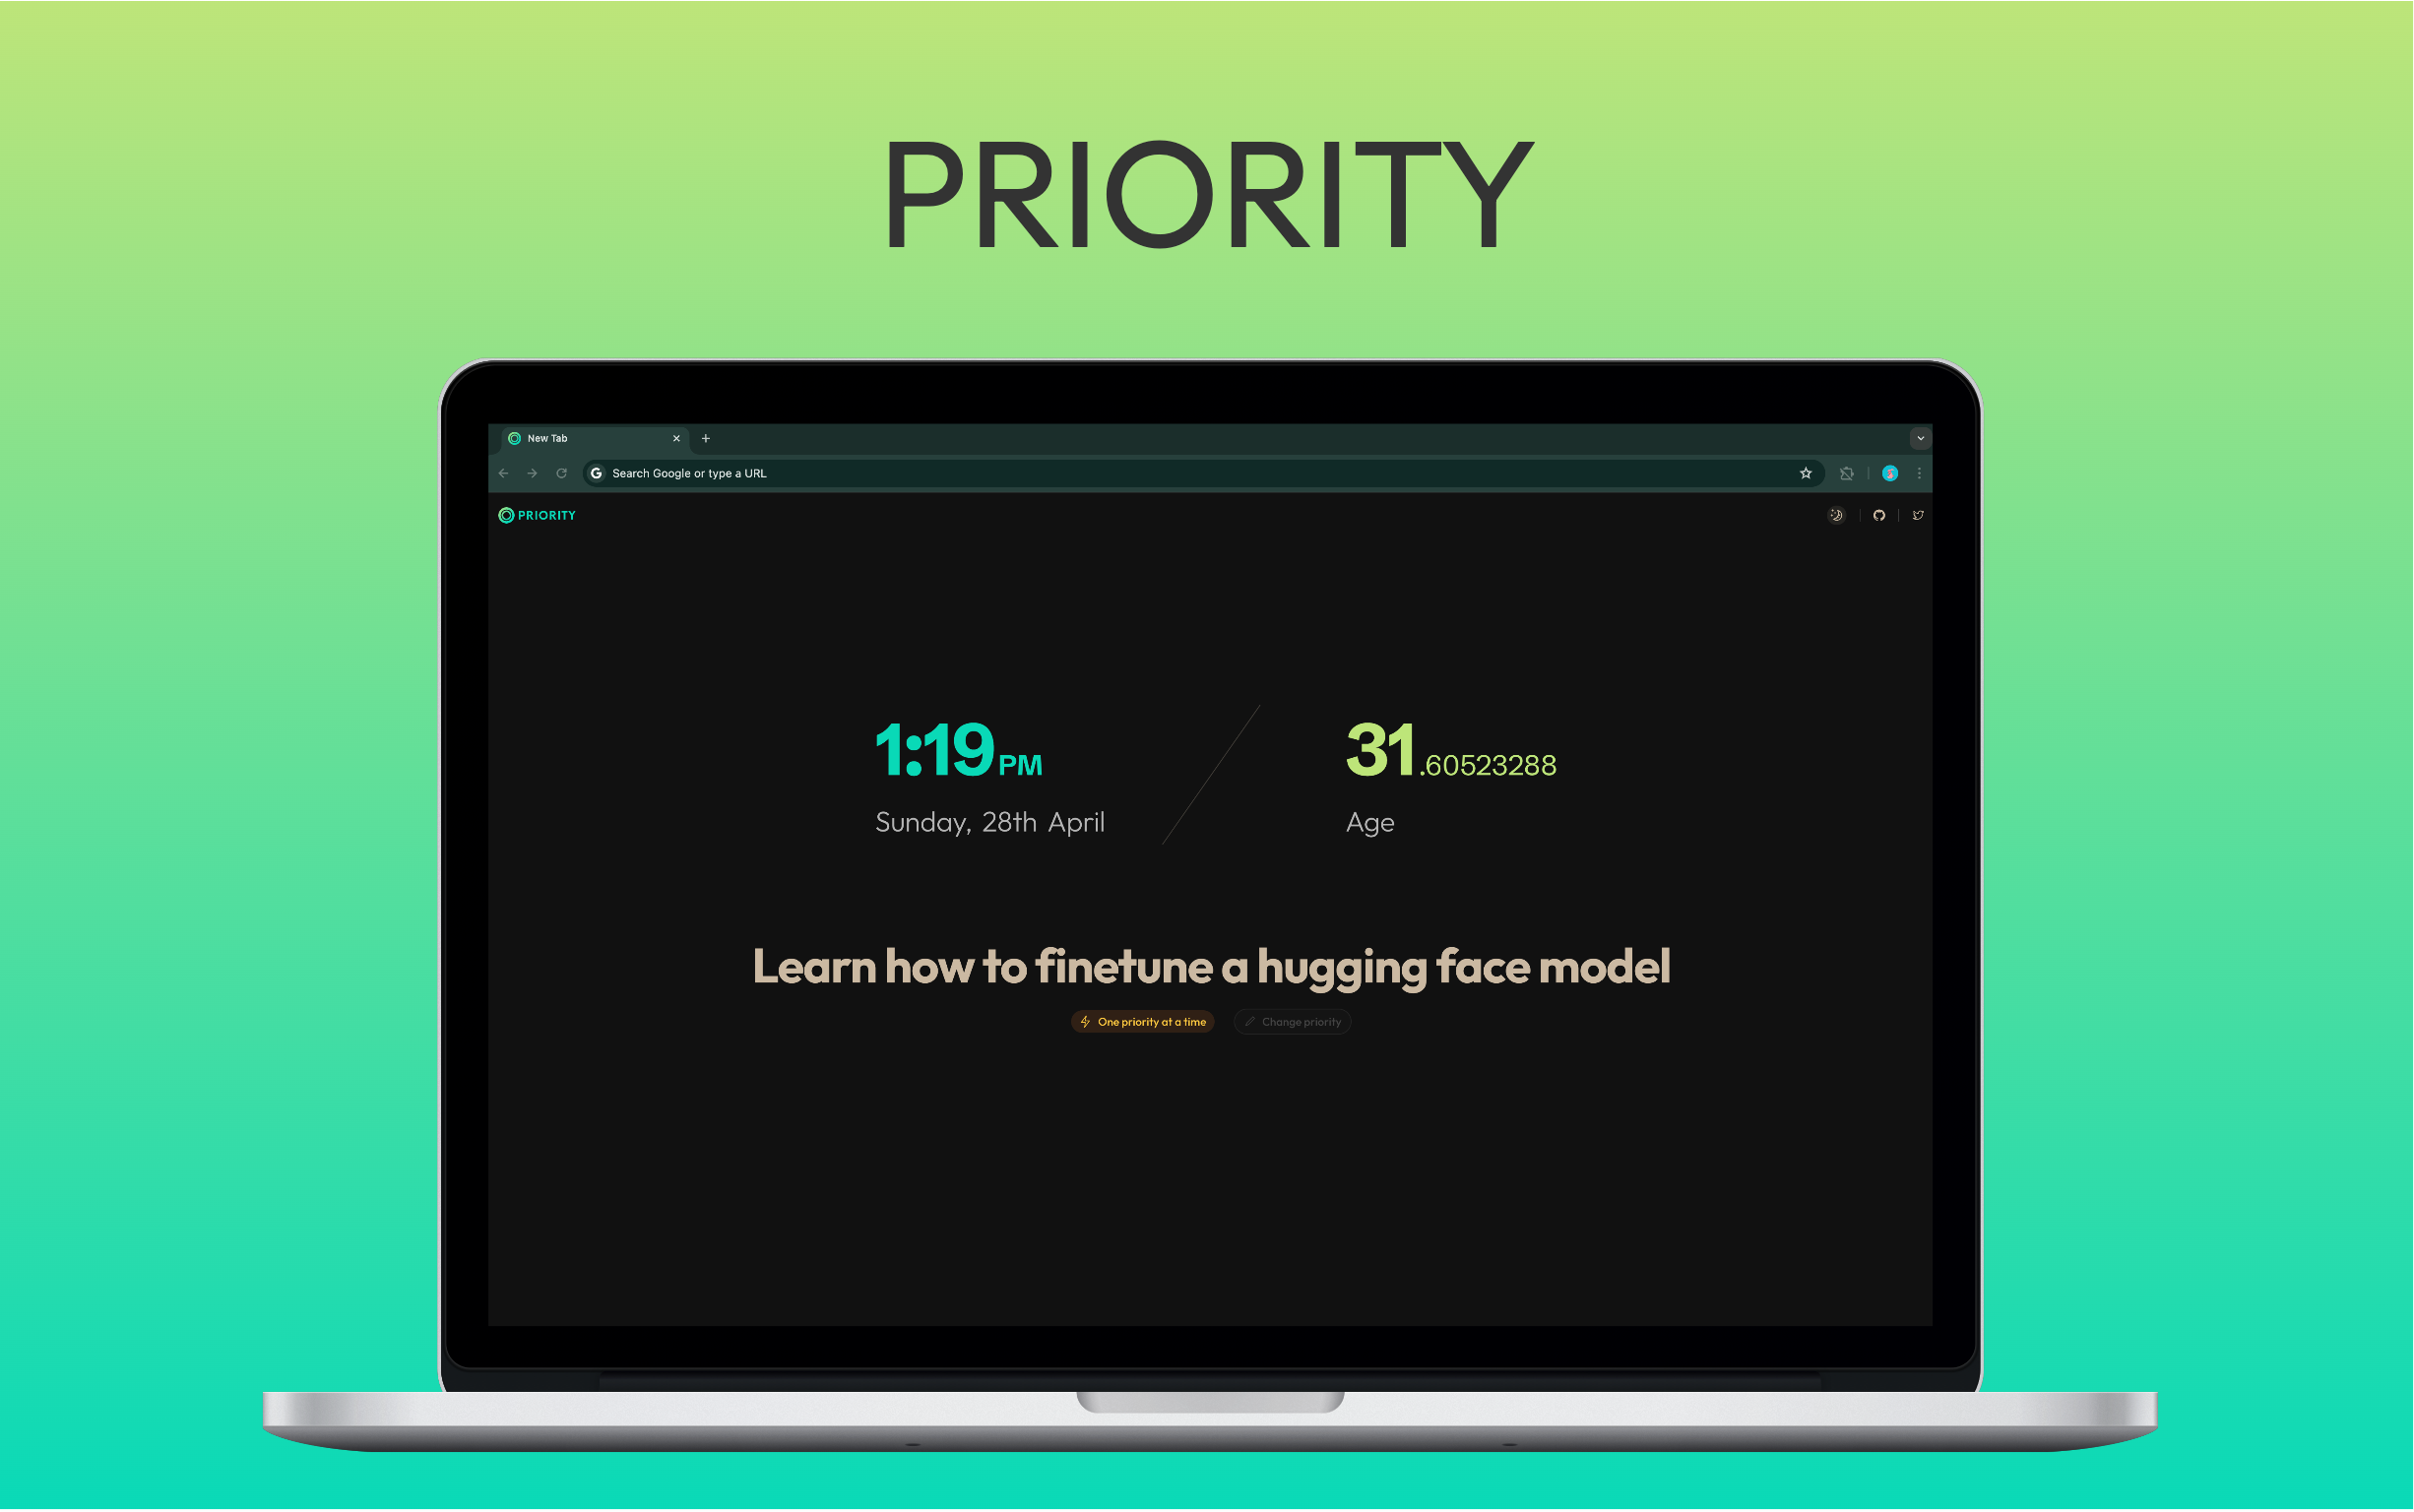 PRIORITY
New Tab
Search Google or type a URL
PRIORITY
1:19 PM
31.60523288
Sunday, 28th April
Age
Learn how to finetune a hugging face model
One priority at a time
Change priority